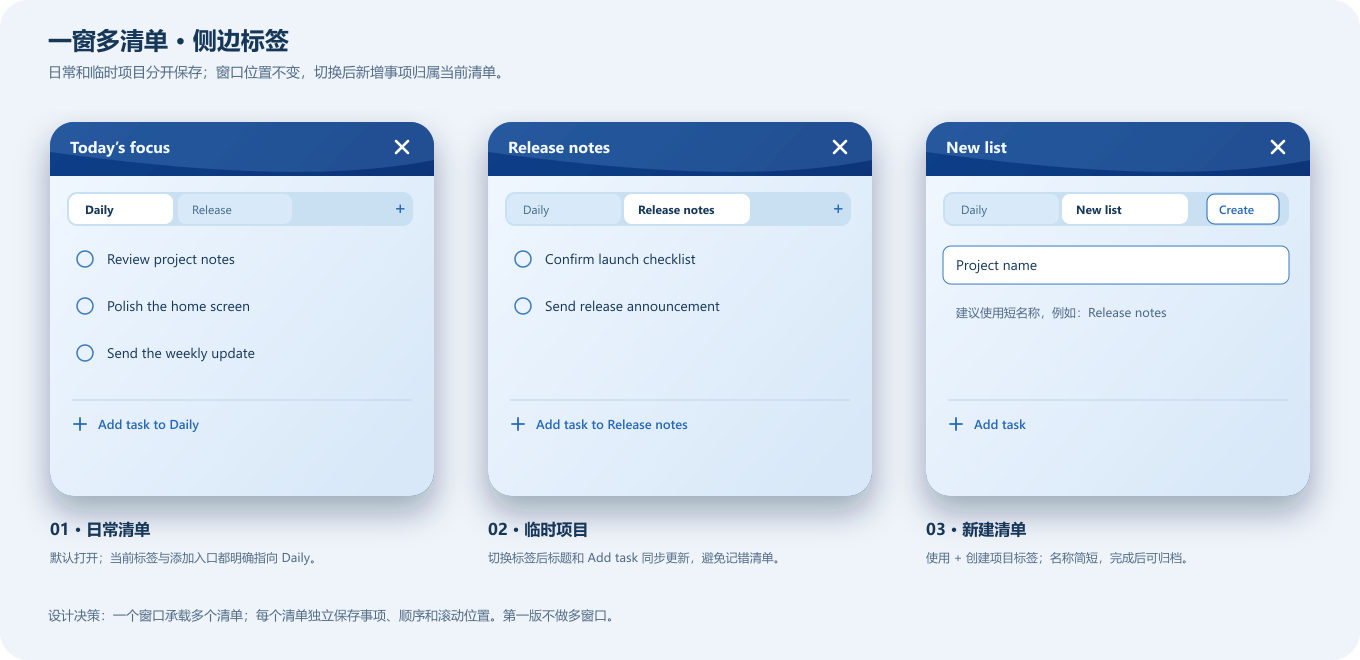 一窗多清单 · 侧边标签
日常和临时项目分开保存；窗口位置不变，切换后新增事项归属当前清单。
Today’s focus
Daily
Release
+
Review project notes
Polish the home screen
Send the weekly update
+ Add task to Daily
01 · 日常清单
默认打开；当前标签与添加入口都明确指向 Daily。
Release notes
Daily
Release notes
+
Confirm launch checklist
Send release announcement
+ Add task to Release notes
02 · 临时项目
切换标签后标题和 Add task 同步更新，避免记错清单。
New list
Daily
New list
Create
Project name
建议使用短名称，例如：Release notes
+ Add task
03 · 新建清单
使用 + 创建项目标签；名称简短，完成后可归档。
设计决策：一个窗口承载多个清单；每个清单独立保存事项、顺序和滚动位置。第一版不做多窗口。